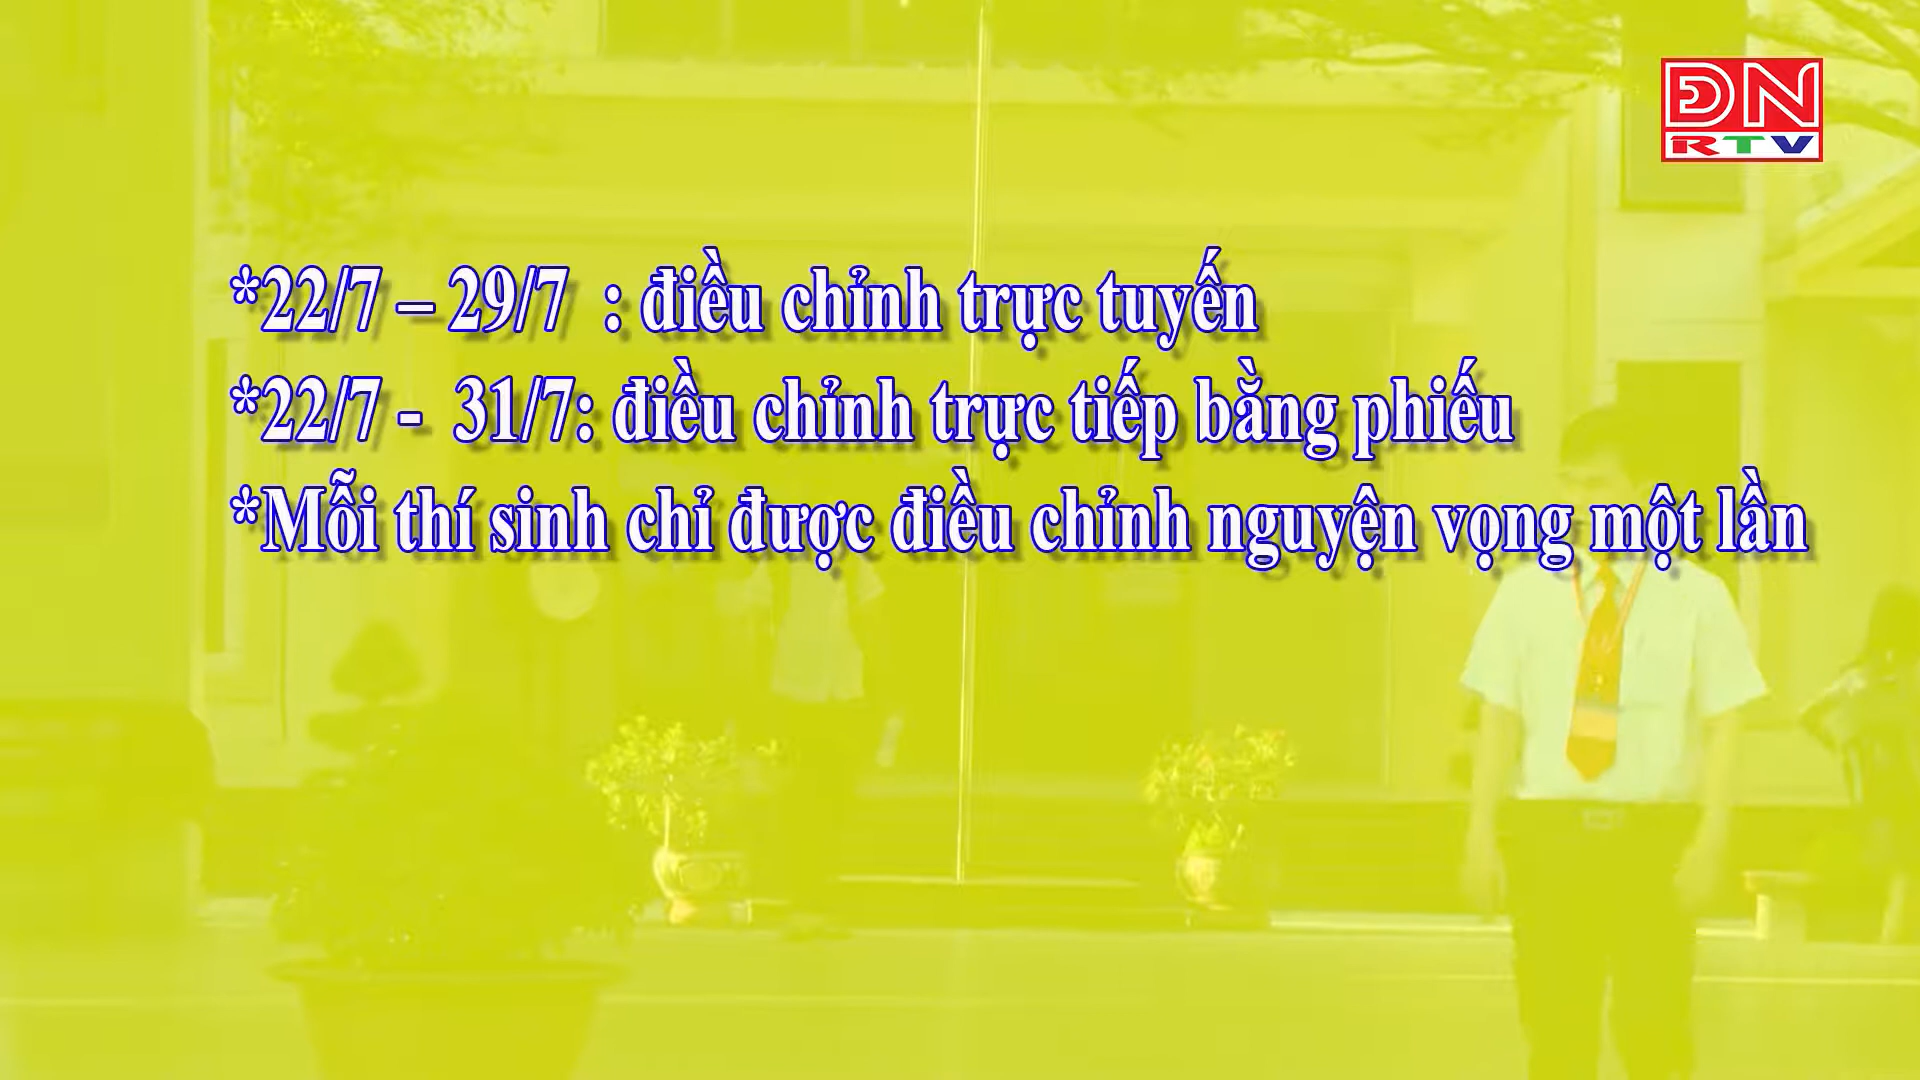 ĐN
RTV
*22/7 – 29/7 : điều chỉnh trực tuyến
*22/7 - 31/7: điều chỉnh trực tiếp bằng phiếu
*Mỗi thí sinh chỉ được điều chỉnh nguyện vọng một lần